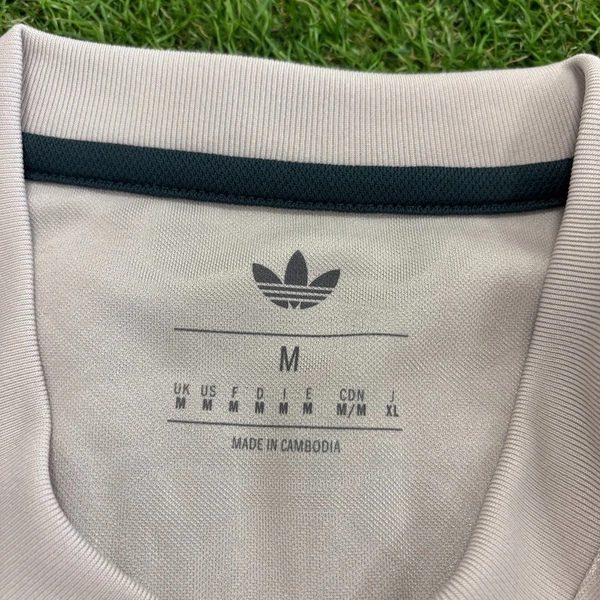 M
UK US F D I E CDN J
M M M M M M M/M XL
MADE IN CAMBODIA